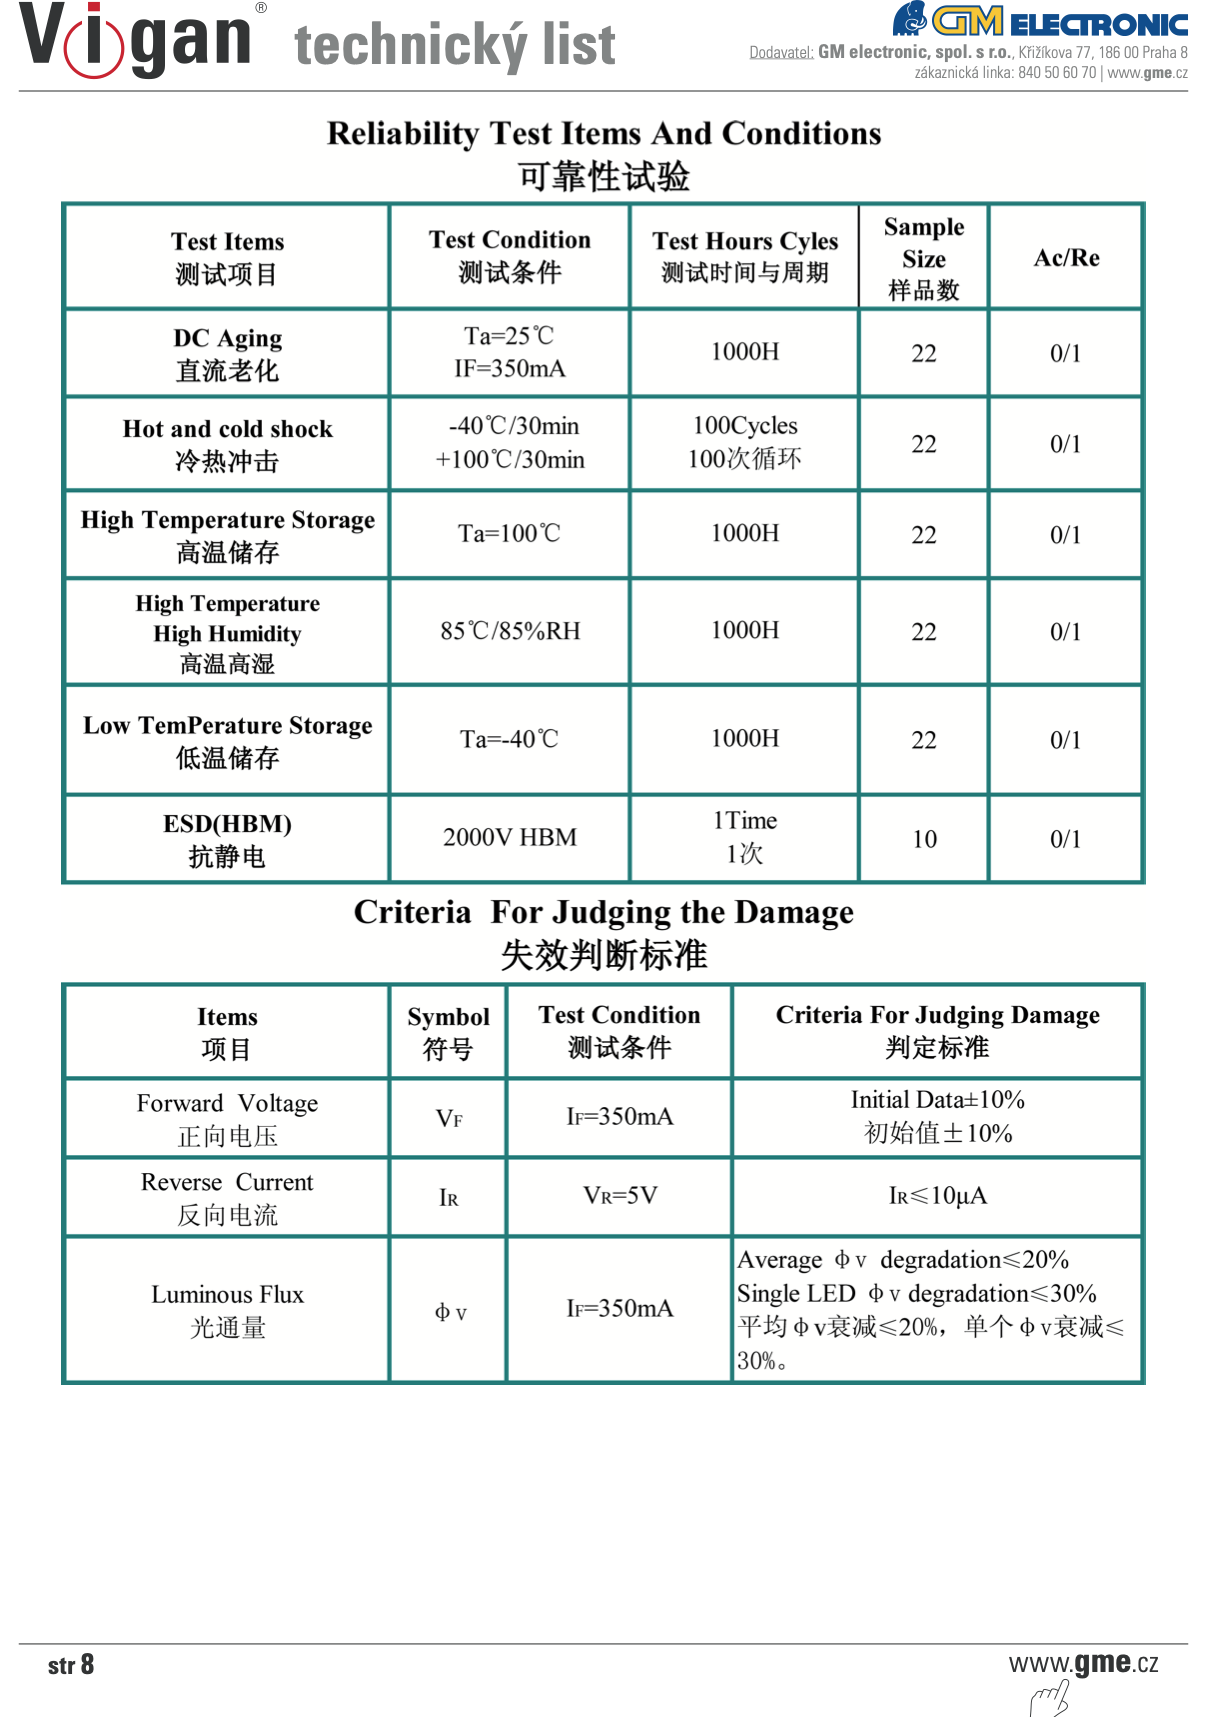 Vigan® technický list
GM ELECTRONIC
Dodavatel: GM electronic, spol. s r.o., Křižíkova 77, 186 00 Praha 8
zákaznická linka: 840 50 60 70 | www.gme.cz
Reliability Test Items And Conditions
可靠性试验
Test Items
测试项目
Test Condition
测试条件
Test Hours Cyles
测试时间与周期
Sample
Size
样品数
Ac/Re
DC Aging
直流老化
Ta=25℃
IF=350mA
1000H
22
0/1
Hot and cold shock
冷热冲击
-40℃/30min
+100℃/30min
100Cycles
100次循环
22
0/1
High Temperature Storage
高温储存
Ta=100℃
1000H
22
0/1
High Temperature
High Humidity
高温高湿
85℃/85%RH
1000H
22
0/1
Low TemPerature Storage
低温储存
Ta=-40℃
1000H
22
0/1
ESD(HBM)
抗静电
2000V HBM
1Time
1次
10
0/1
Criteria For Judging the Damage
失效判断标准
Items
项目
Symbol
符号
Test Condition
测试条件
Criteria For Judging Damage
判定标准
Forward Voltage
正向电压
VF
IF=350mA
Initial Data±10%
初始值±10%
Reverse Current
反向电流
IR
VR=5V
IR≤10μA
Luminous Flux
光通量
ф v
IF=350mA
Average ф v degradation≤20%
Single LED ф v degradation≤30%
平均ф v衰减≤20%，单个ф v衰减≤
30%。
str 8
www.gme.cz